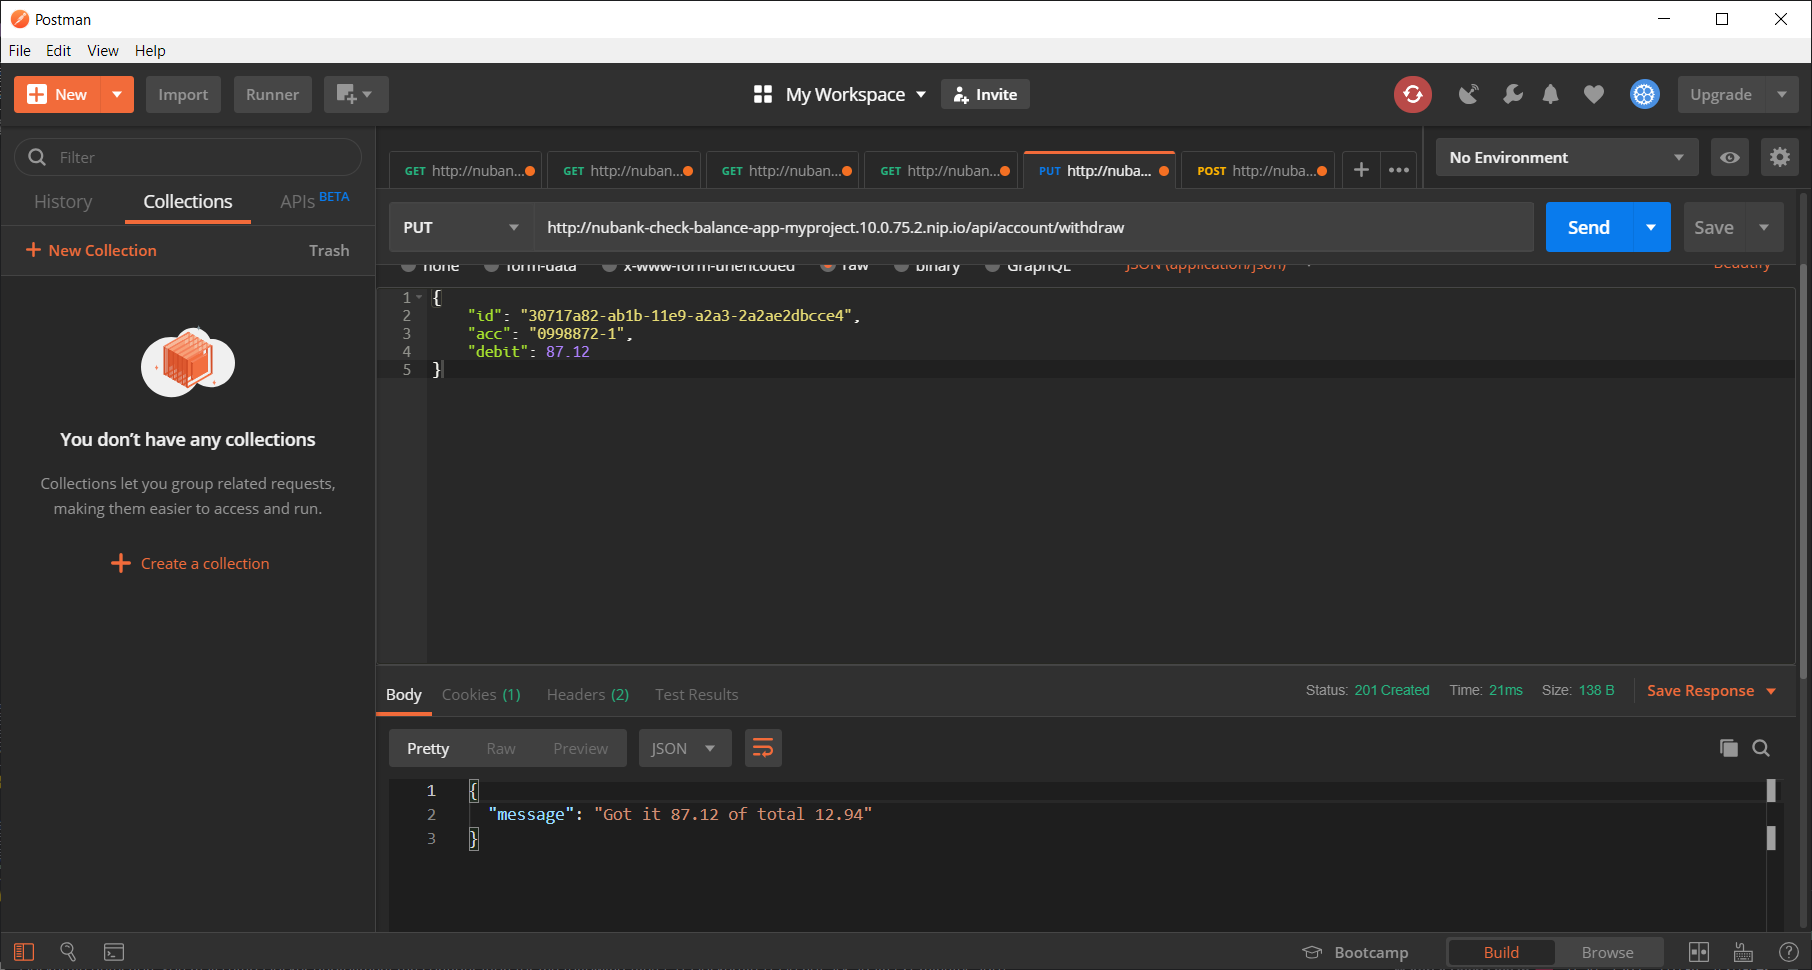 Postman
File Edit View Help
New Import Runner My Workspace Invite Upgrade
Filter
History Collections APIs BETA
New Collection Trash
You don't have any collections
Collections let you group related requests,
making them easier to access and run.
Create a collection
GET http://nuban... GET http://nuban... GET http://nuban... GET http://nuban... PUT http://nuba... POST http://nuba... No Environment
PUT http://nubank-check-balance-app-myproject.10.0.75.2.nip.io/api/account/withdraw Send Save
none form-data x-www-form-urlencoded raw binary GraphQL JSON (application/json) Beautify
1 {
2 "id": "30717a82-ab1b-11e9-a2a3-2a2ae2dbcce4",
3 "acc": "0998872-1",
4 "debit": 87.12
5 }
Body Cookies (1) Headers (2) Test Results Status: 201 Created Time: 21ms Size: 138 B Save Response
Pretty Raw Preview JSON
1 {
2 "message": "Got it 87.12 of total 12.94"
3 }
Bootcamp Build Browse